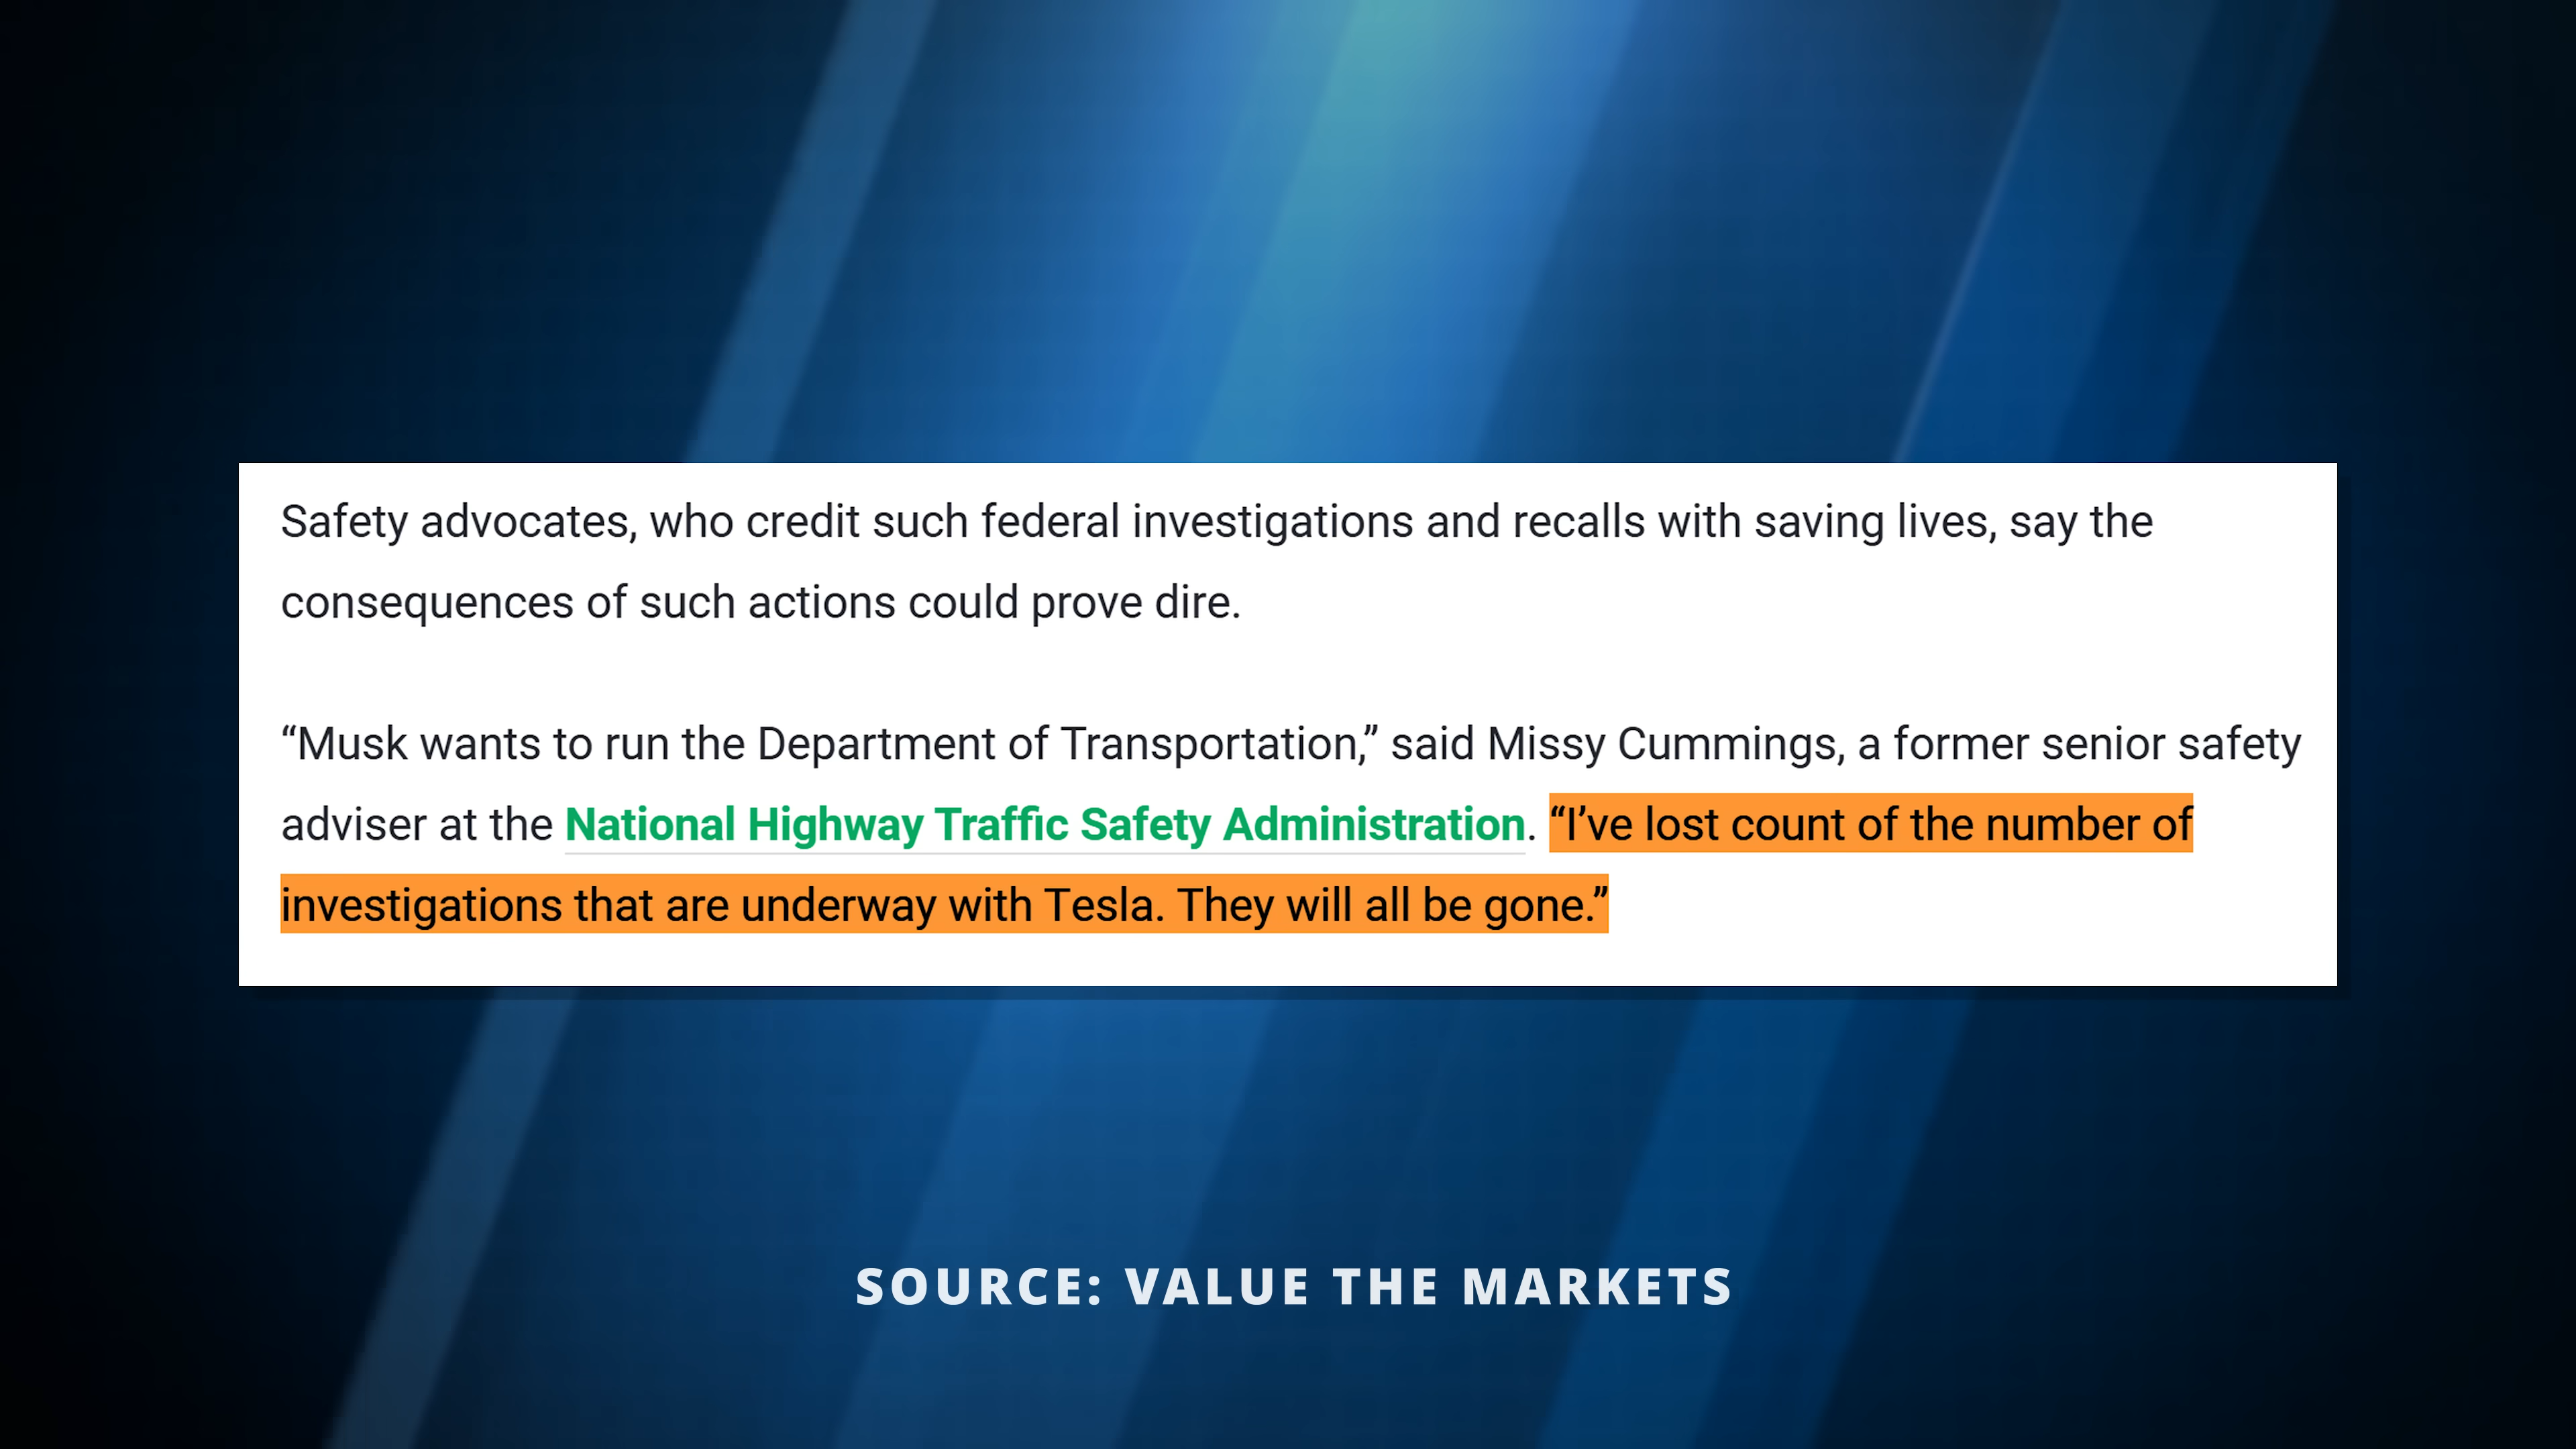 Safety advocates, who credit such federal investigations and recalls with saving lives, say the
consequences of such actions could prove dire.
“Musk wants to run the Department of Transportation,” said Missy Cummings, a former senior safety
adviser at the National Highway Traffic Safety Administration. “I’ve lost count of the number of
investigations that are underway with Tesla. They will all be gone.”
SOURCE: VALUE THE MARKETS